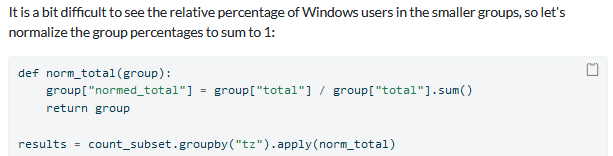 It is a bit difficult to see the relative percentage of Windows users in the smaller groups, so let's
normalize the group percentages to sum to 1:
def norm_total(group):
    group["normed_total"] = group["total"] / group["total"].sum()
    return group
results = count_subset.groupby("tz").apply(norm_total)